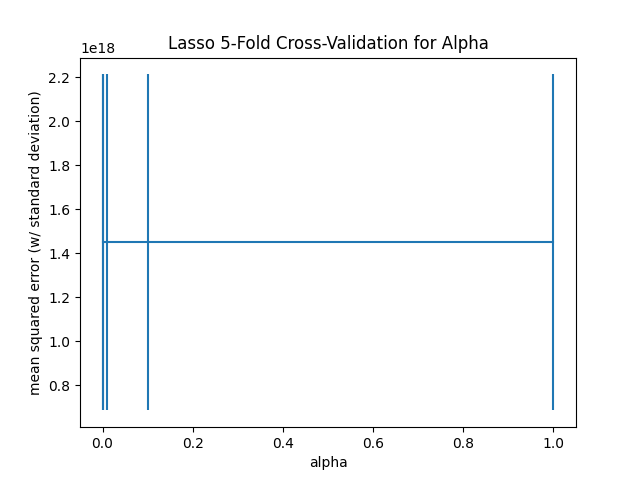 Lasso 5-Fold Cross-Validation for Alpha
1e18
2.2
2.0
1.8
1.6
1.4
1.2
1.0
0.8
mean squared error (w/ standard deviation)
0.0 0.2 0.4 0.6 0.8 1.0
alpha